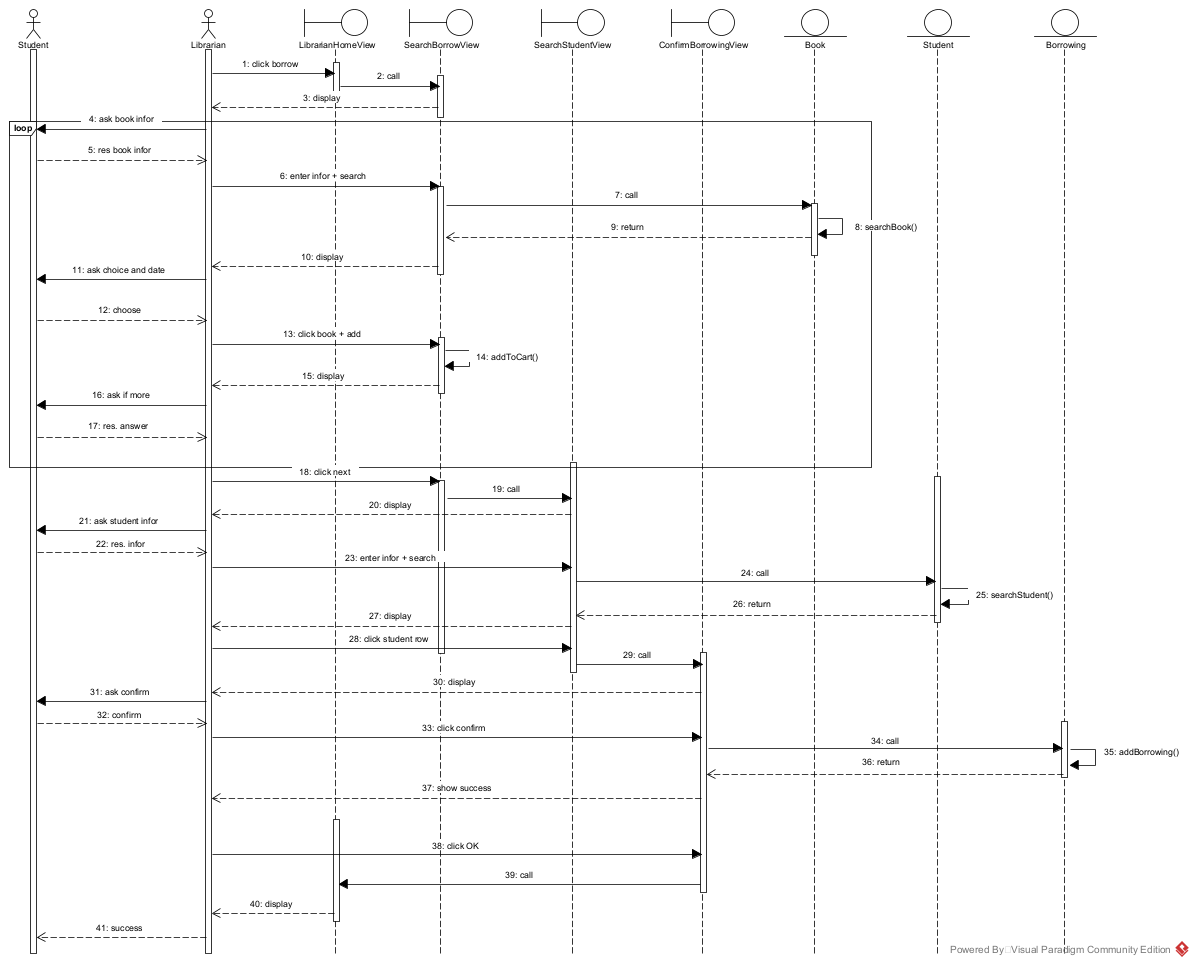 Student
Librarian
LibrarianHomeView
SearchBorrowView
SearchStudentView
ConfirmBorrowingView
Book
Student
Borrowing
1: click borrow
2: call
3: display
loop
4: ask book infor
5: res book infor
6: enter infor + search
7: call
8: searchBook()
9: return
10: display
11: ask choice and date
12: choose
13: click book + add
14: addToCart()
15: display
16: ask if more
17: res. answer
18: click next
19: call
20: display
21: ask student infor
22: res. infor
23: enter infor + search
24: call
25: searchStudent()
26: return
27: display
28: click student row
29: call
30: display
31: ask confirm
32: confirm
33: click confirm
34: call
35: addBorrowing()
36: return
37: show success
38: click OK
39: call
40: display
41: success
Powered By Visual Paradigm Community Edition